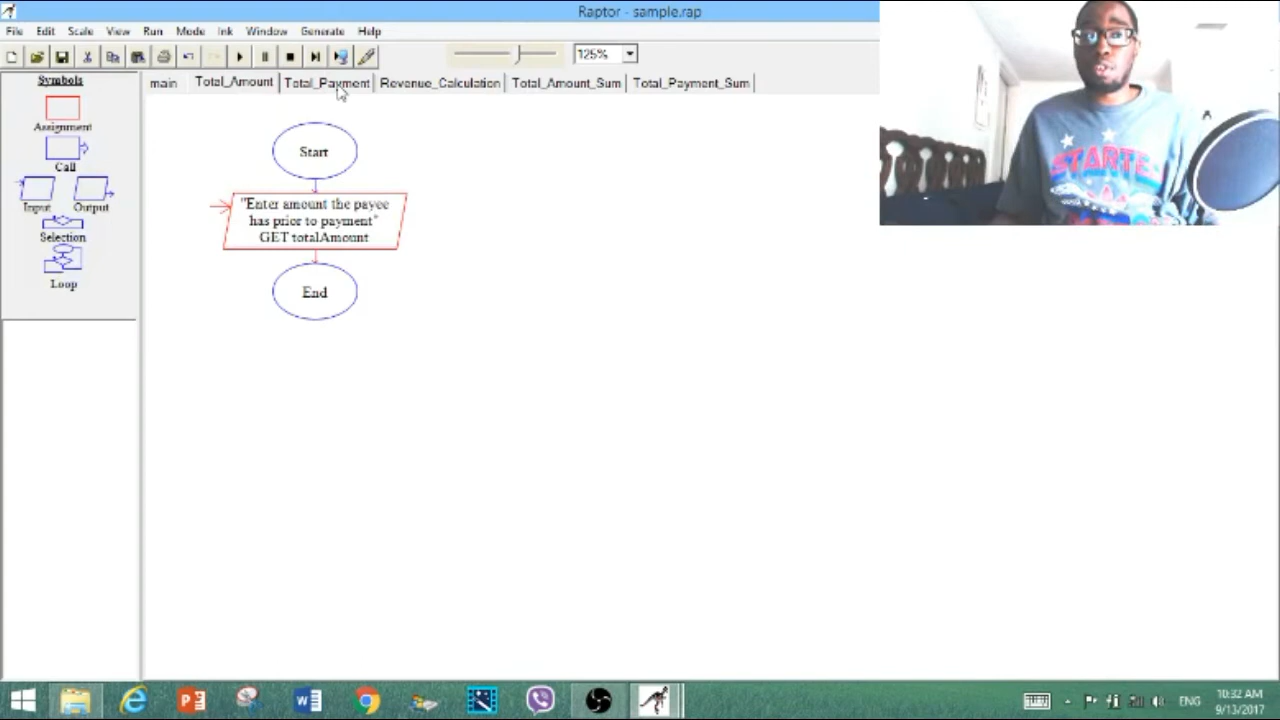 Raptor - sample.rap
File Edit Scale View Run Mode Ink Window Generate Help
125%
Symbols
main Total_Amount Total_Payment Revenue_Calculation Total_Amount_Sum Total_Payment_Sum
Assignment
Call
Input Output
Selection
Loop
Start
"Enter amount the payee
has prior to payment"
GET totalAmount
End
STARTE
ENG
10:32 AM
9/13/2017